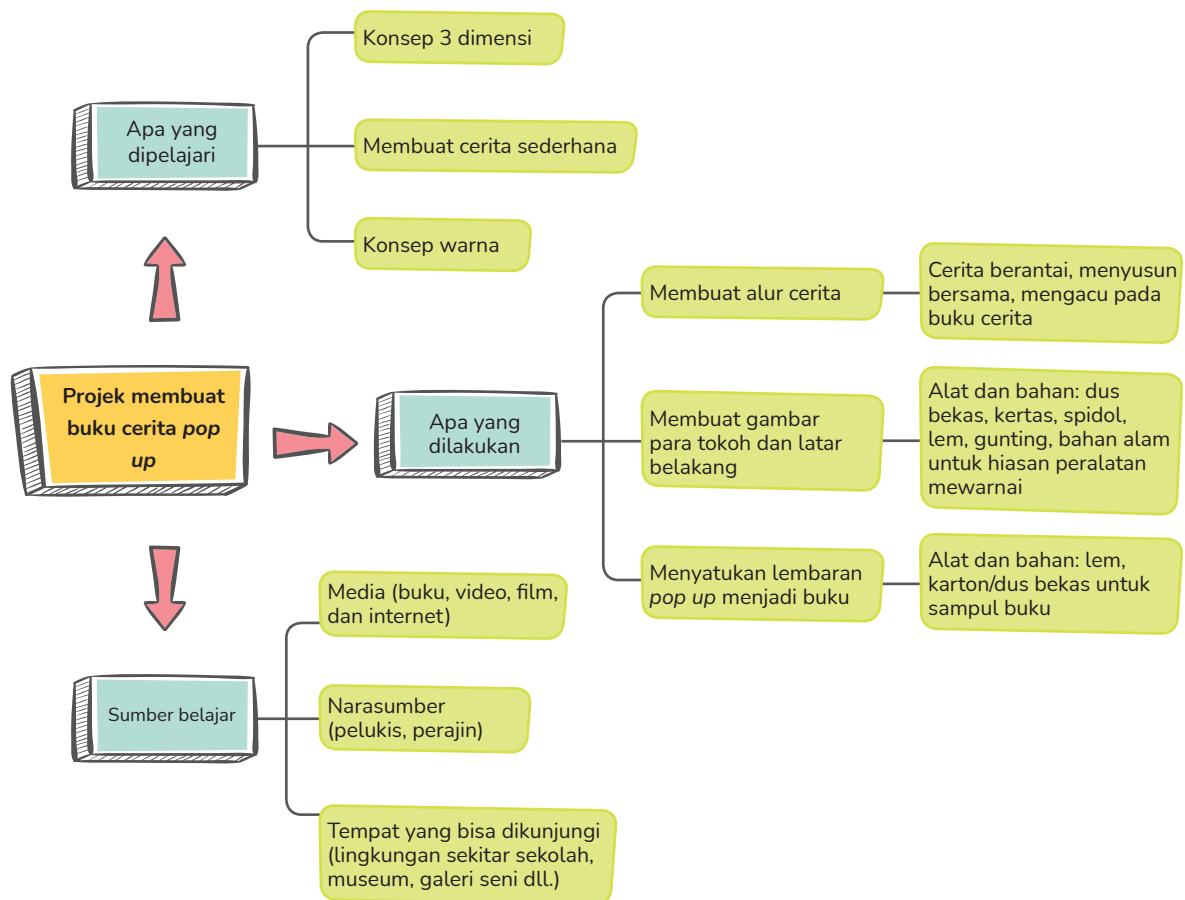 Konsep 3 dimensi
Apa yang
dipelajari
Membuat cerita sederhana
Konsep warna
Projek membuat
buku cerita pop
up
Apa yang
dilakukan
Membuat alur cerita
Cerita berantai, menyusun
bersama, mengacu pada
buku cerita
Membuat gambar
para tokoh dan latar
belakang
Alat dan bahan: dus
bekas, kertas, spidol,
lem, gunting, bahan alam
untuk hiasan peralatan
mewarnai
Menyatukan lembaran
pop up menjadi buku
Alat dan bahan: lem,
karton/dus bekas untuk
sampul buku
Sumber belajar
Media (buku, video, film,
dan internet)
Narasumber
(pelukis, perajin)
Tempat yang bisa dikunjungi
(lingkungan sekitar sekolah,
museum, galeri seni dll.)